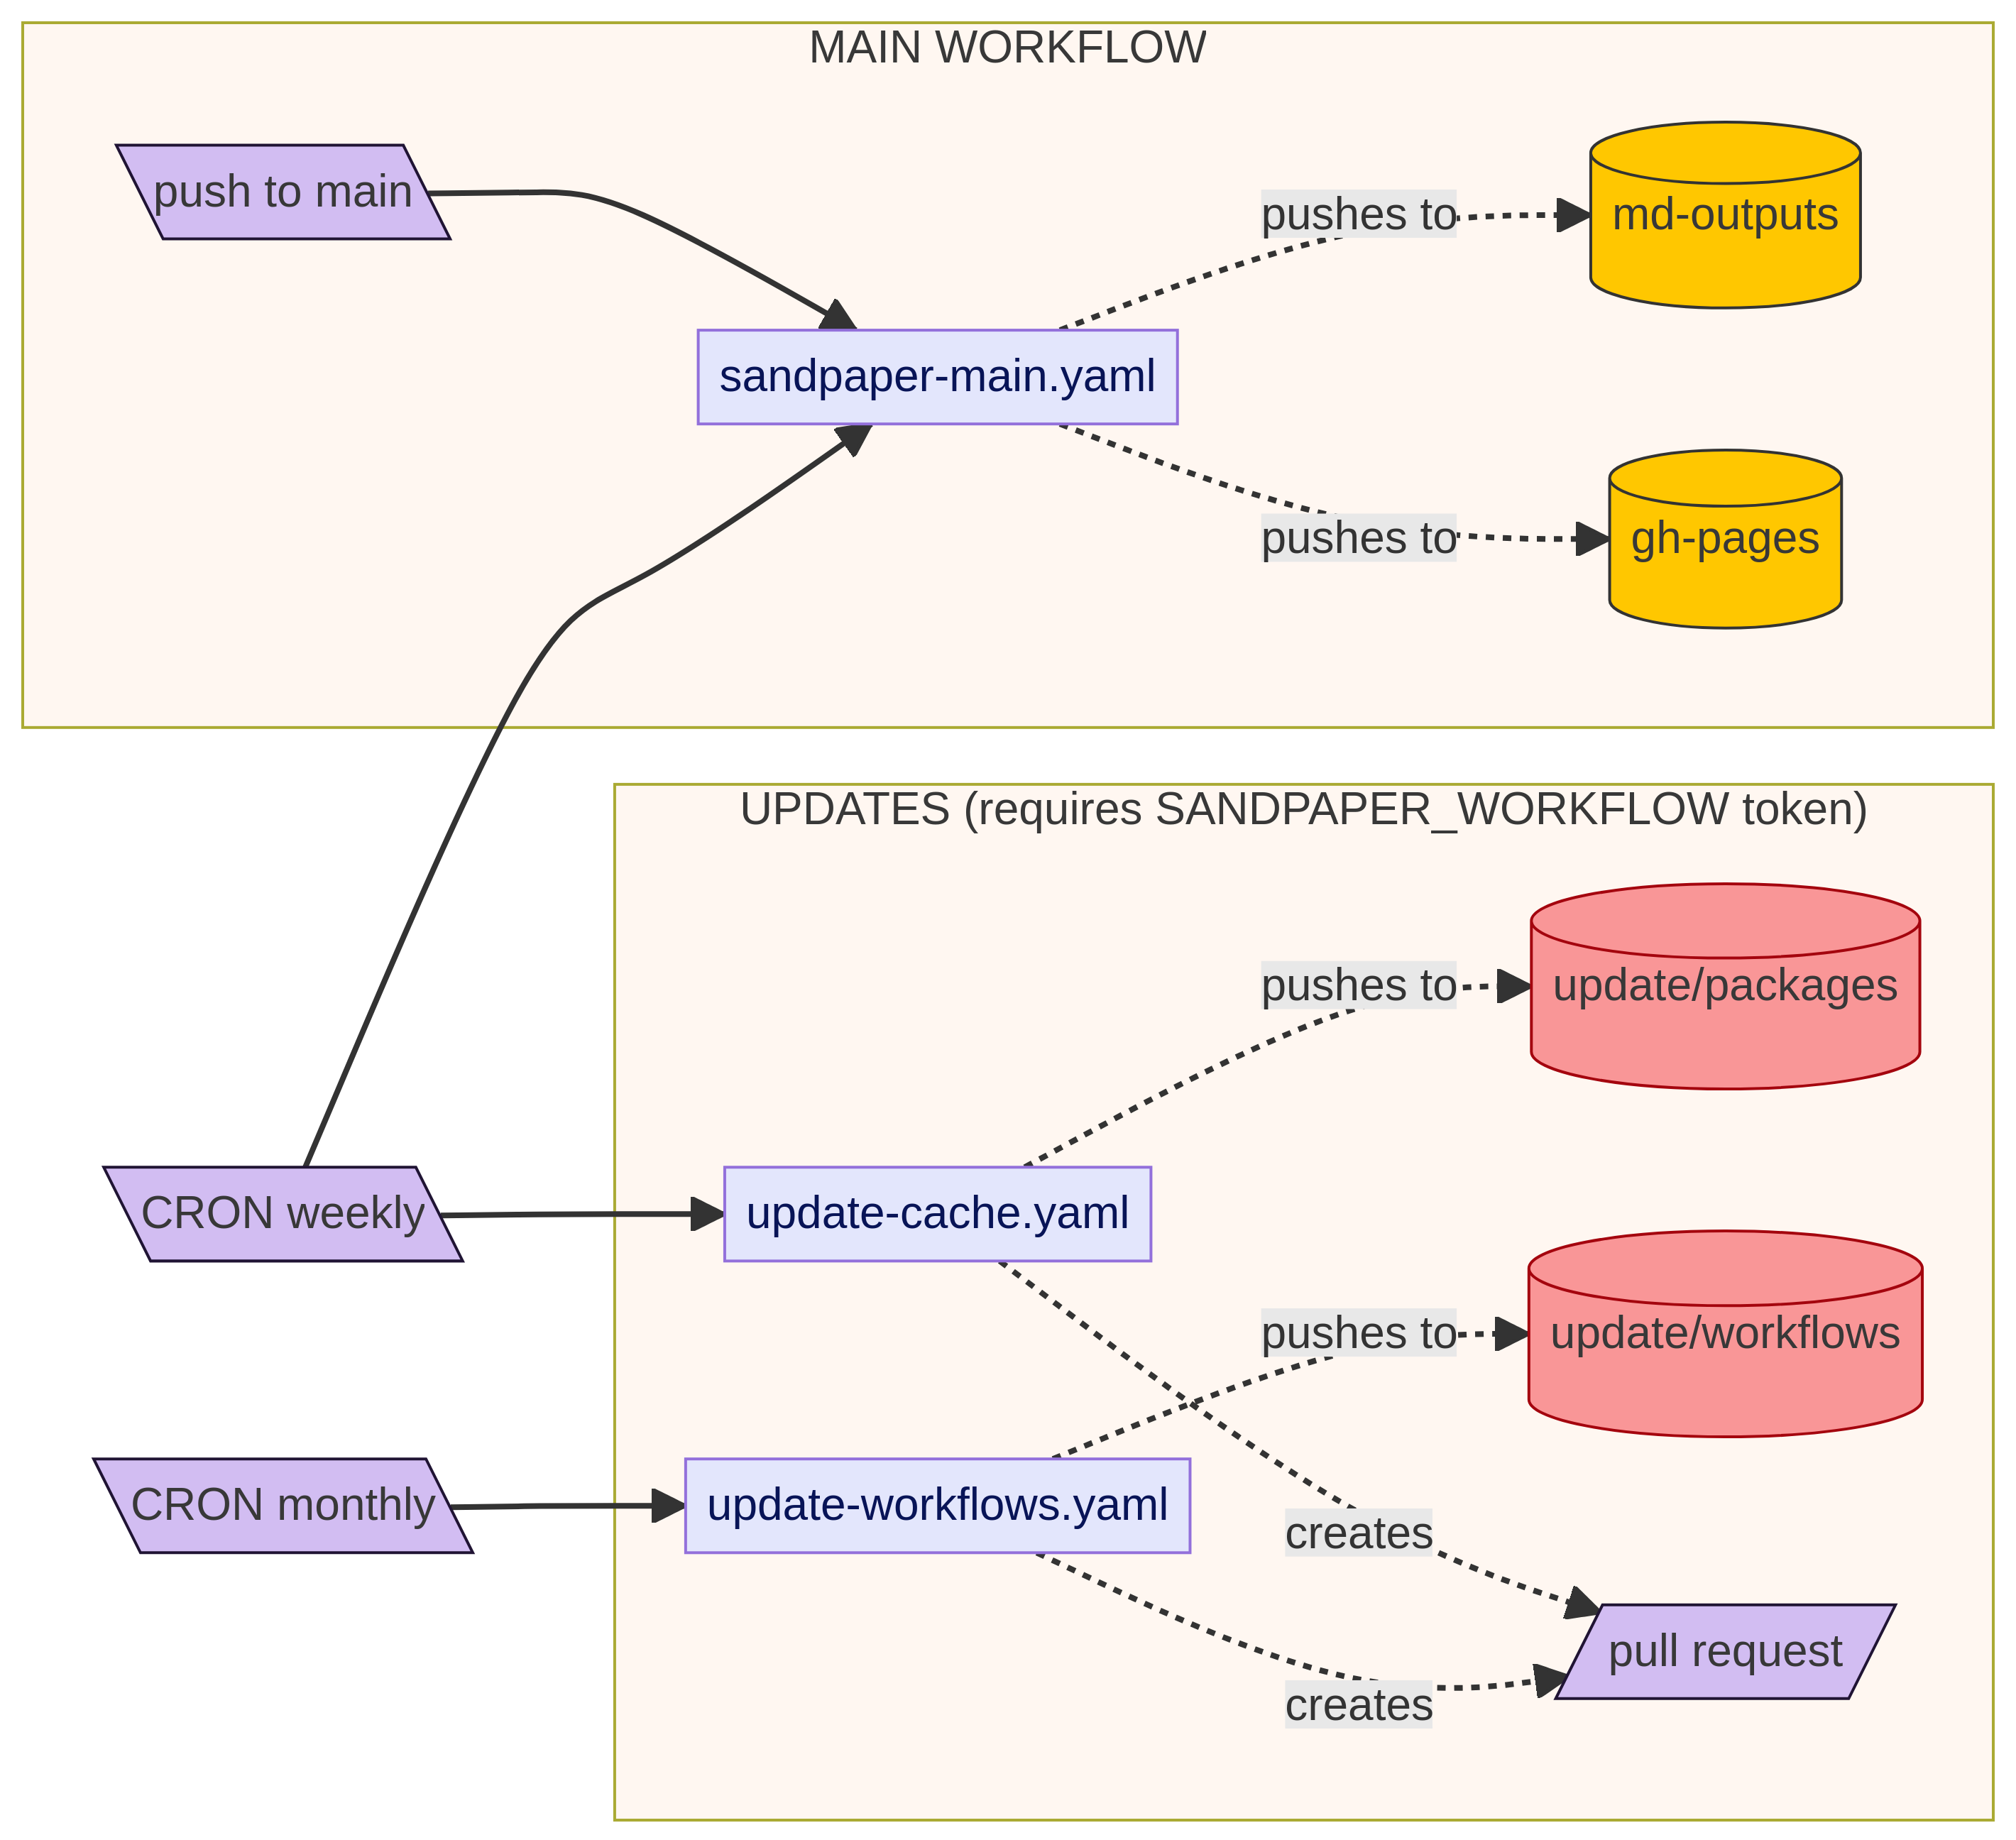 MAIN WORKFLOW
push to main
pushes to
md-outputs
sandpaper-main.yaml
pushes to
gh-pages
UPDATES (requires SANDPAPER_WORKFLOW token)
pushes to
update/packages
CRON weekly
update-cache.yaml
pushes to
update/workflows
CRON monthly
update-workflows.yaml
creates
pull request
creates